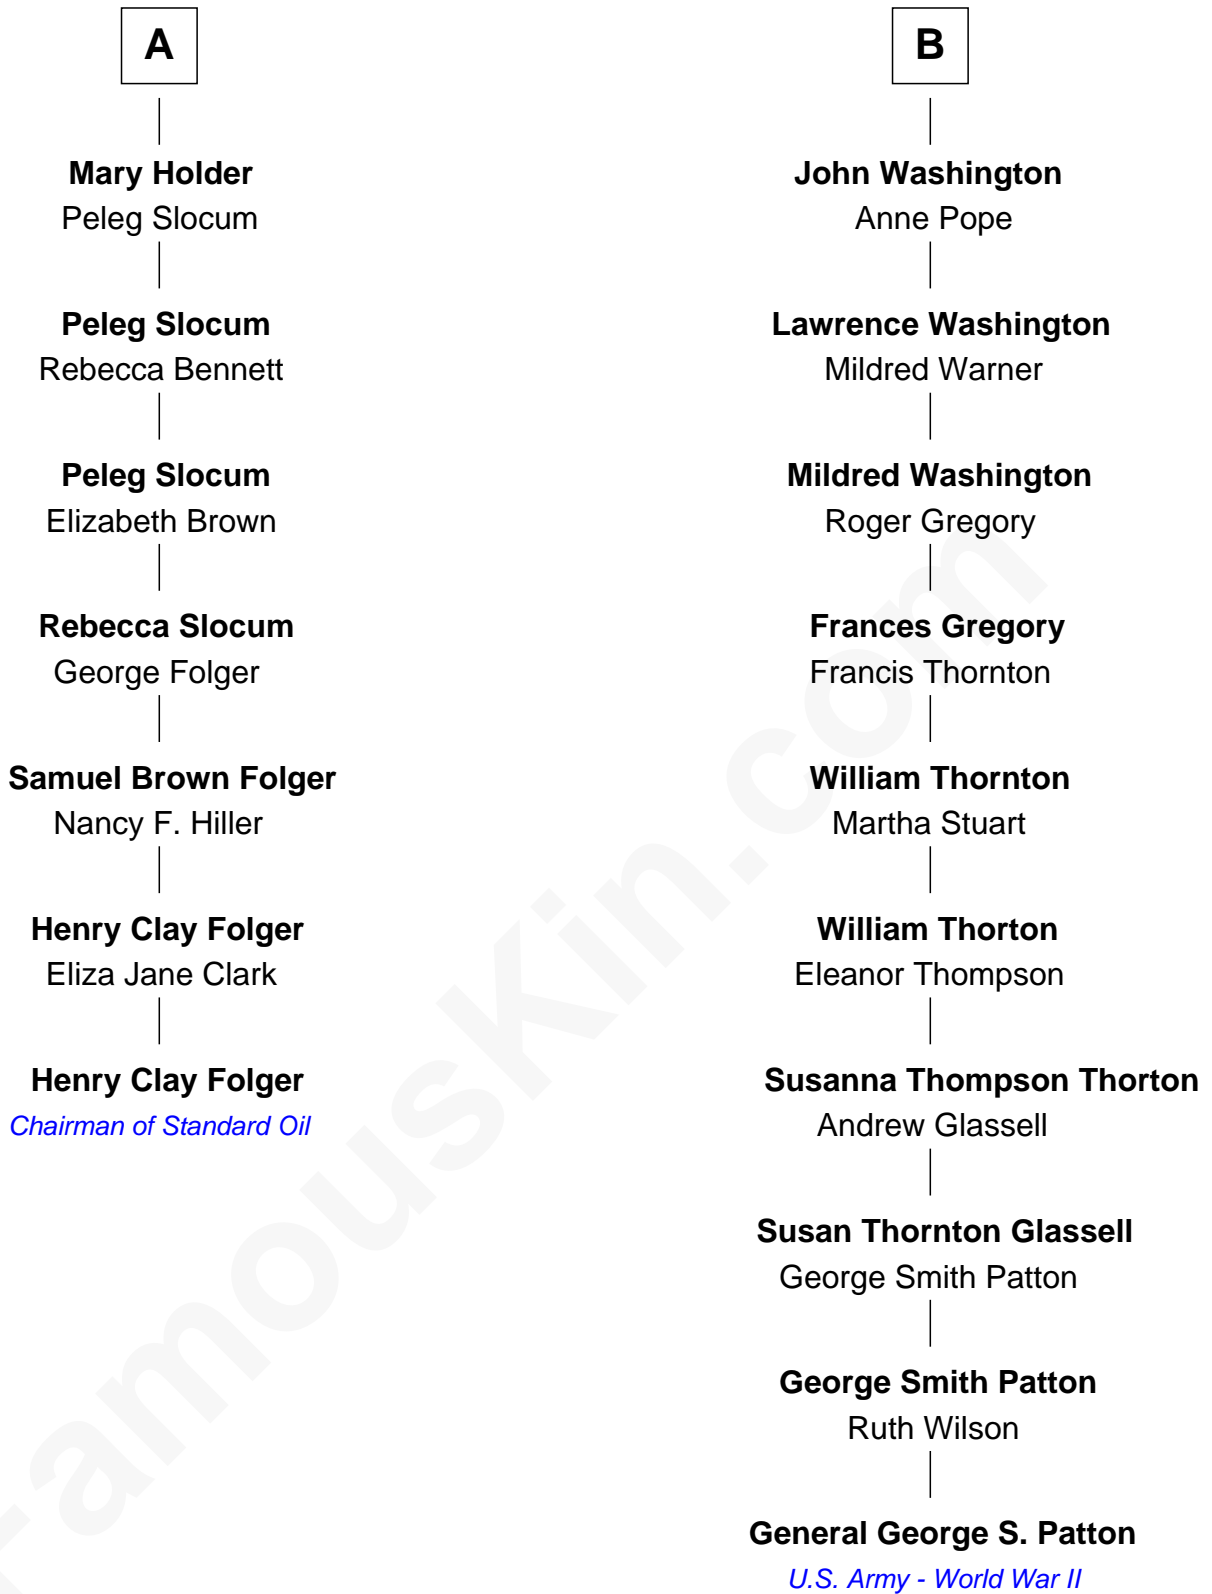 A
Mary Holder
Peleg Slocum
Peleg Slocum
Rebecca Bennett
Peleg Slocum
Elizabeth Brown
Rebecca Slocum
George Folger
Samuel Brown Folger
Nancy F. Hiller
Henry Clay Folger
Eliza Jane Clark
Henry Clay Folger
Chairman of Standard Oil
B
John Washington
Anne Pope
Lawrence Washington
Mildred Warner
Mildred Washington
Roger Gregory
Frances Gregory
Francis Thornton
William Thornton
Martha Stuart
William Thorton
Eleanor Thompson
Susanna Thompson Thorton
Andrew Glassell
Susan Thornton Glassell
George Smith Patton
George Smith Patton
Ruth Wilson
General George S. Patton
U.S. Army - World War II
FamousKin.com